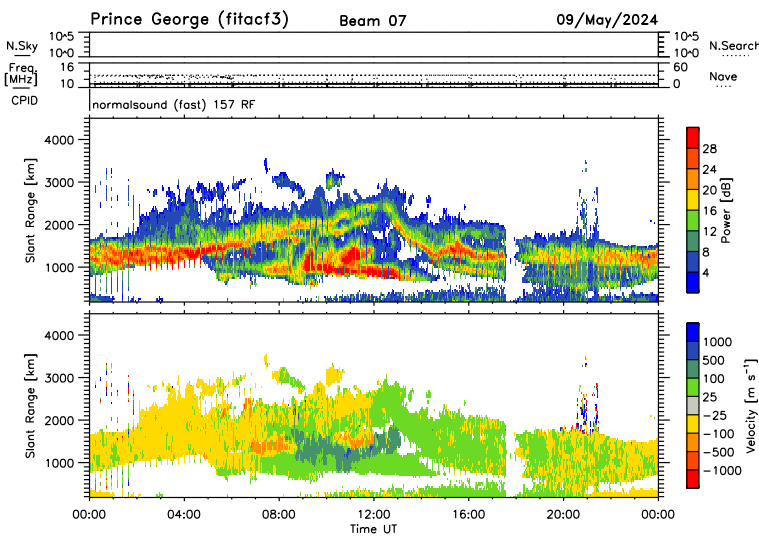 Prince George (fitacf3) Beam 07 09/May/2024
N.Sky 10^5 10^5 N.Search
10^0 10^0
Freq. 16 60 Nave
[MHz] 10 0
CPID normalsound (fast) 157 RF
Slant Range [km]
4000
3000
2000
1000
28
24
20
16
12
8
4
Power [dB]
Slant Range [km]
4000
3000
2000
1000
1000
500
100
25
−25
−100
−500
−1000
Velocity [m s⁻¹]
00:00 04:00 08:00 12:00 16:00 20:00 00:00
Time UT